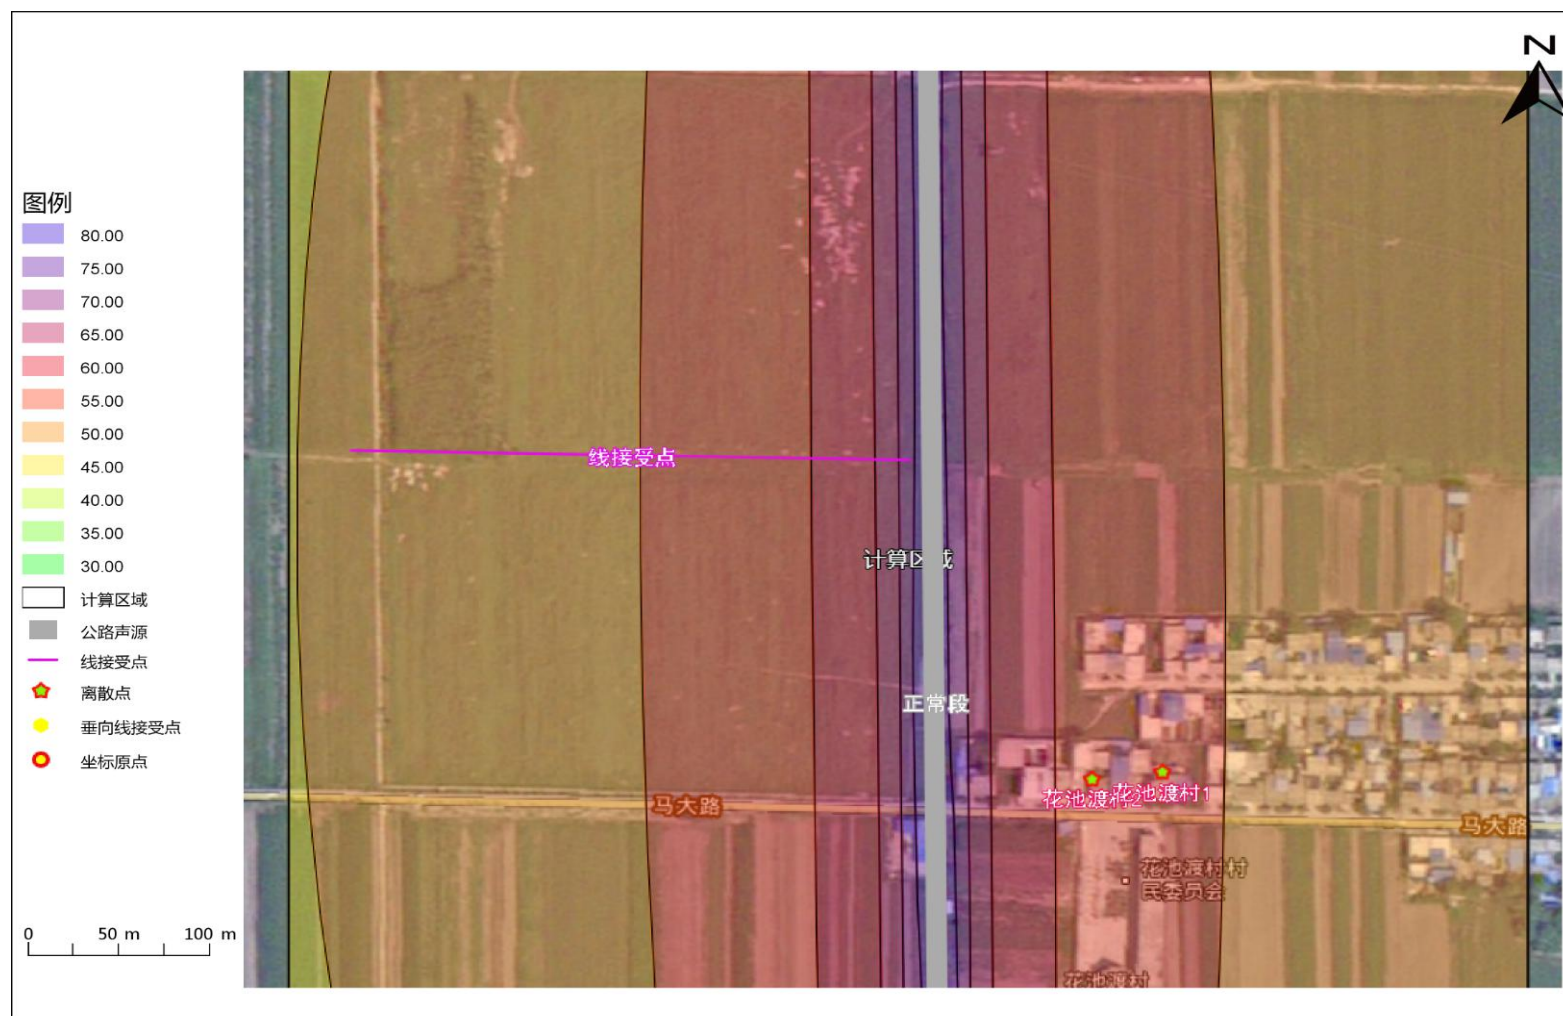 Z
图例
80.00
75.00
70.00
65.00
60.00
55.00
50.00
45.00
40.00
35.00
30.00
计算区域
公路声源
线接受点
离散点
垂向线接受点
坐标原点
0 50 m 100 m
线接受点
计算区域
正常段
花池渡村2
花池渡村1
马大路
马大路
花池渡村村
民委员会
花池渡村